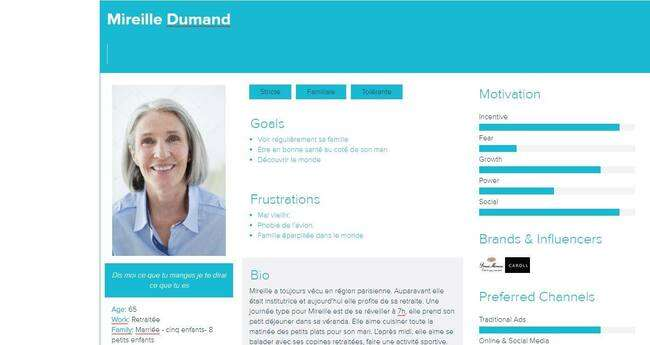 Mireille Dumand
Stricte Familiale Tolérante
Goals
Voir régulièrement sa famille
Etre en bonne santé au coté de son mari
Découvrir le monde
Frustrations
Mal vieillir.
Phobie de l'avion.
Famille éparpillée dans le monde
Dis moi ce que tu manges je te dirai
ce que tu es
Age: 65
Work: Retraitée
Family: Marriée - cinq enfants- 8
petits enfants
Bio
Mireille a toujours vécu en région parisienne. Auparavant elle
était institutrice et aujourd'hui elle profite de sa retraite. Une
journée type pour Mireille est de se réveiller à 7h, elle prend son
petit déjeuner dans sa véranda. Elle aime cuisiner toute la
matinée des petits plats pour son mari. L'après midi, elle aime se
balader avec ses copines retraitées, faire une activité sportive.
Motivation
Incentive
Fear
Growth
Power
Social
Brands & Influencers
CAROLL
Preferred Channels
Traditional Ads
Online & Social Media